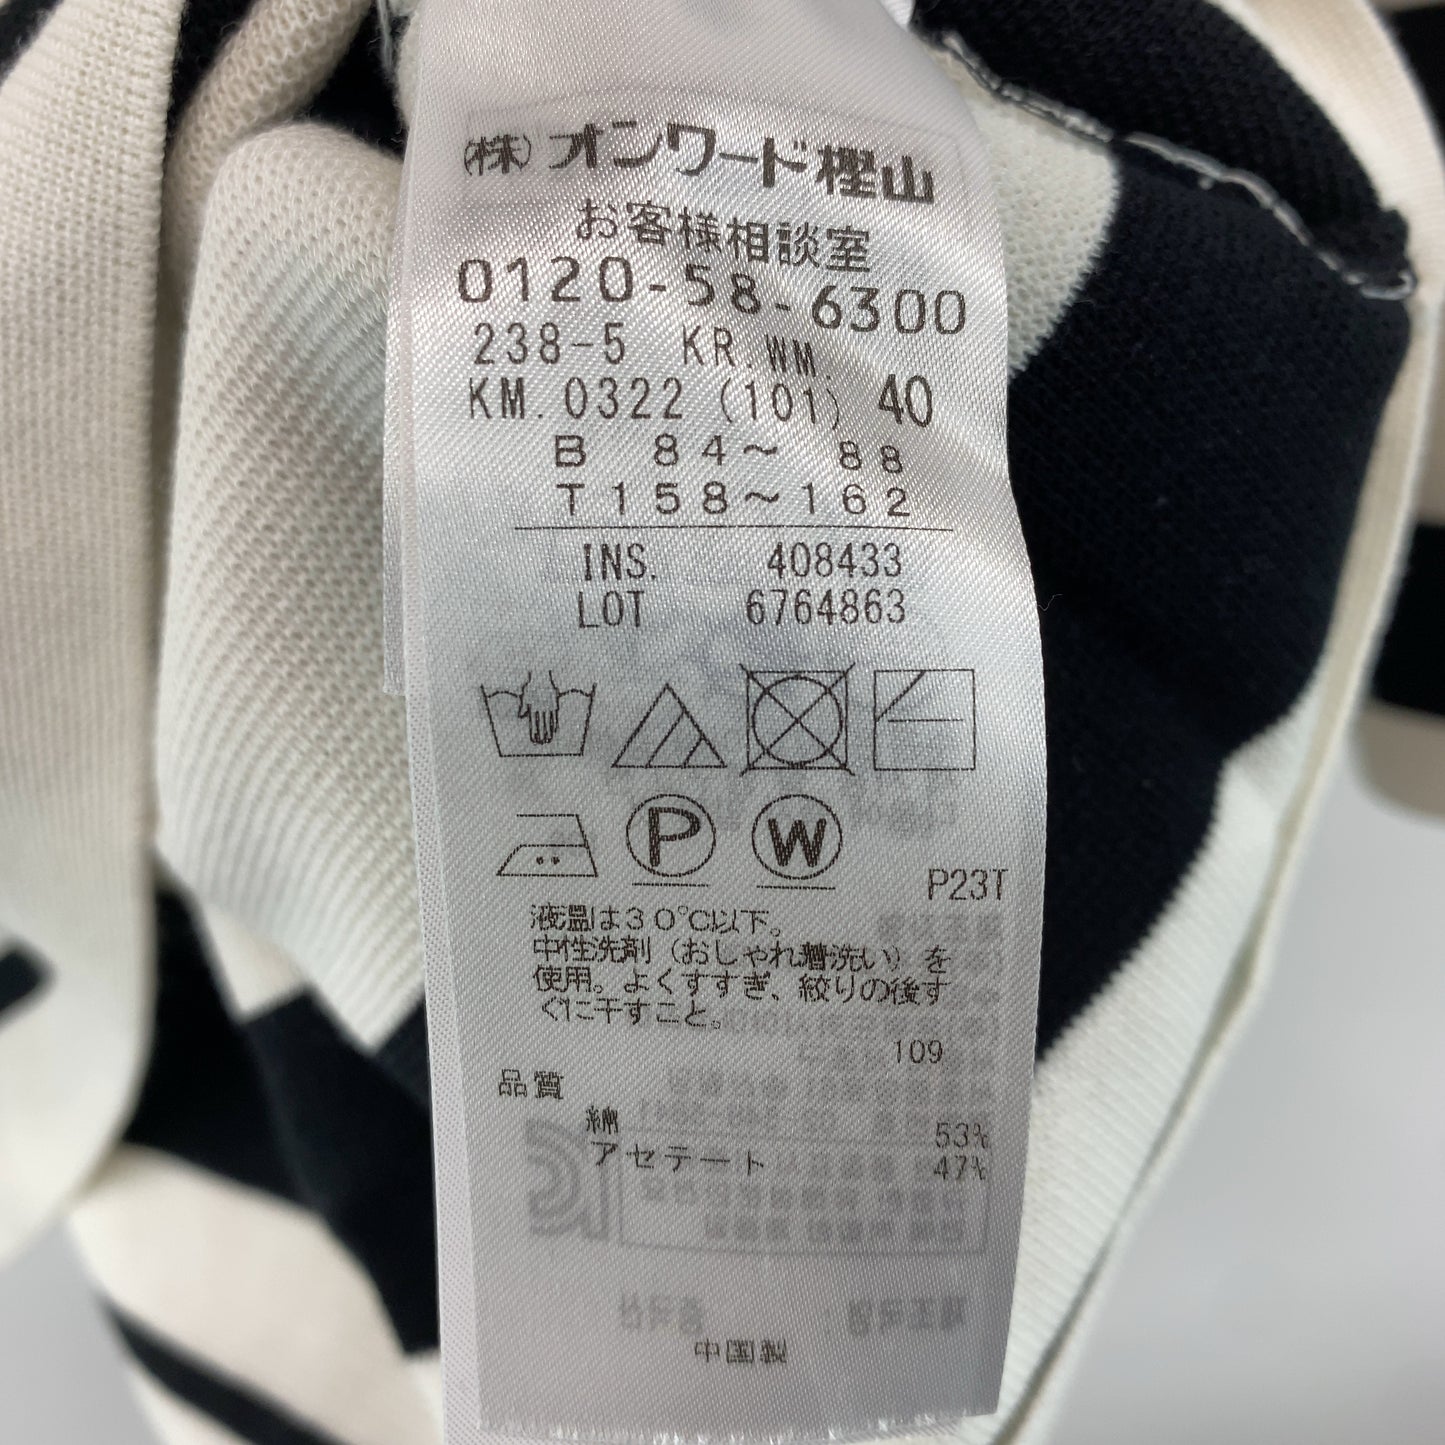 (株)オンワード樫山
お客様相談室
0120-58-6300
238-5 KR.WM.
KM.0322(101) 40
B 84～ 88
T158～162
INS. 408433
LOT 6764863
P W
P23T
液温は30℃以下。
中性洗剤(おしゃれ着洗い)を
使用。よくすすぎ、絞りの後す
ぐに干すこと。
109
品質
綿 53%
アセテート 47%
中国製